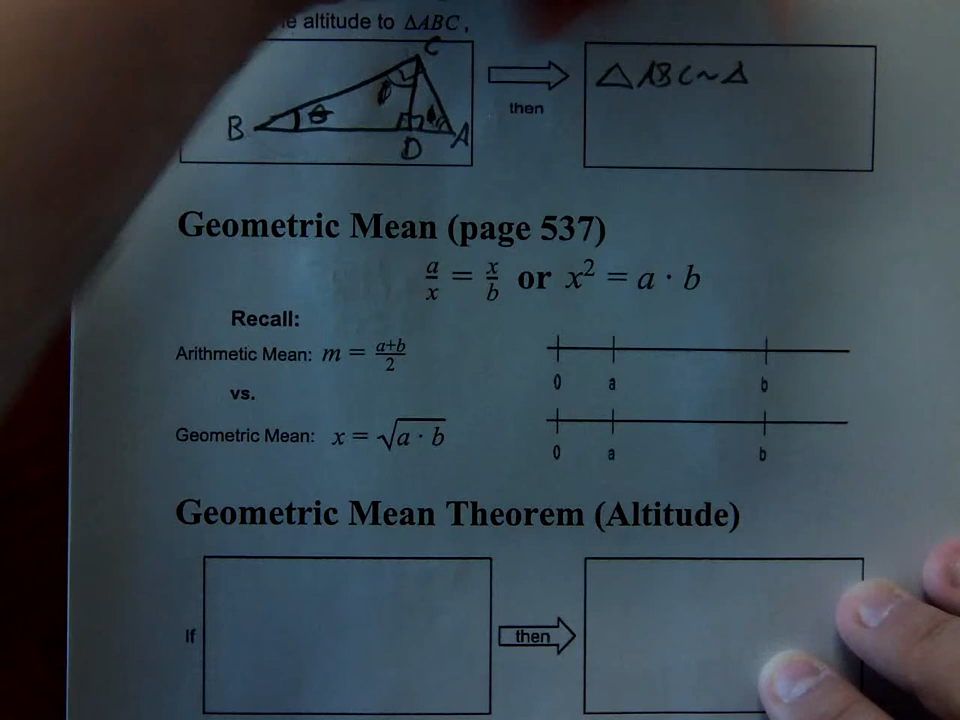 altitude to ΔABC,
C
B θ A
D
then
△ABC~△
Geometric Mean (page 537)
a/x = x/b or x² = a · b
Recall:
Arithmetic Mean: m = a+b/2
0 a b
vs.
Geometric Mean: x = √a · b
0 a b
Geometric Mean Theorem (Altitude)
If then